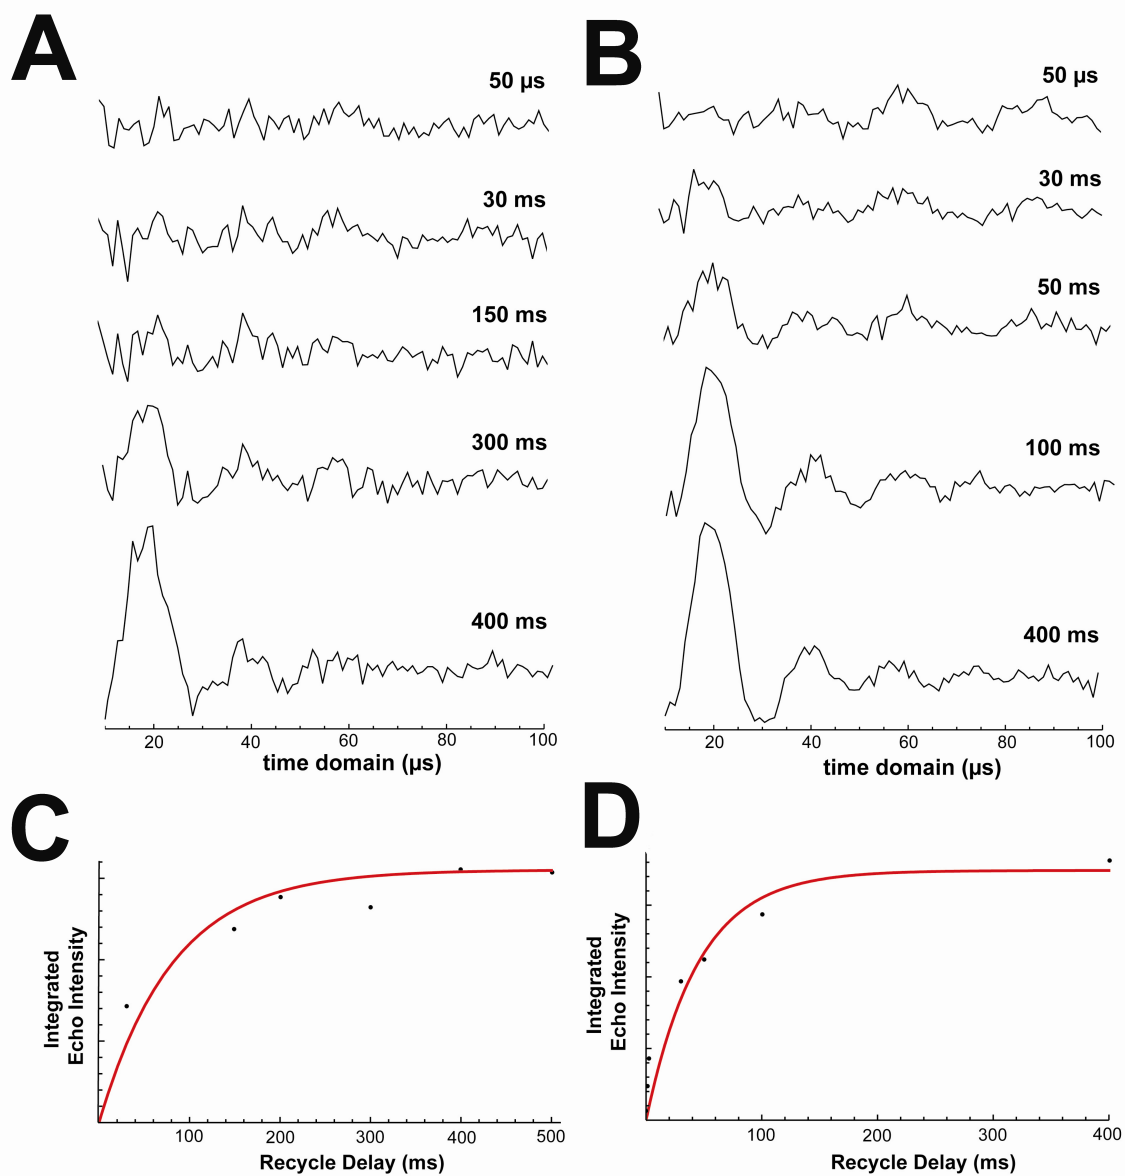 A
50 µs
30 ms
150 ms
300 ms
400 ms
20 40 60 80 100
time domain (µs)
B
50 µs
30 ms
50 ms
100 ms
400 ms
20 40 60 80 100
time domain (µs)
C
Integrated
Echo Intensity
100 200 300 400 500
Recycle Delay (ms)
D
Integrated
Echo Intensity
100 200 300 400
Recycle Delay (ms)